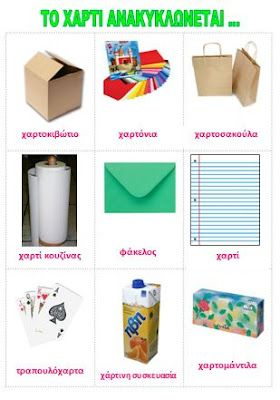 ΤΟ ΧΑΡΤΙ ΑΝΑΚΥΚΛΩΝΕΤΑΙ ...
χαρτοκιβώτιο
χαρτόνια
χαρτοσακούλα
χαρτί κουζίνας
φάκελος
χαρτί
τραπουλόχαρτα
χάρτινη συσκευασία
χαρτομάντιλα